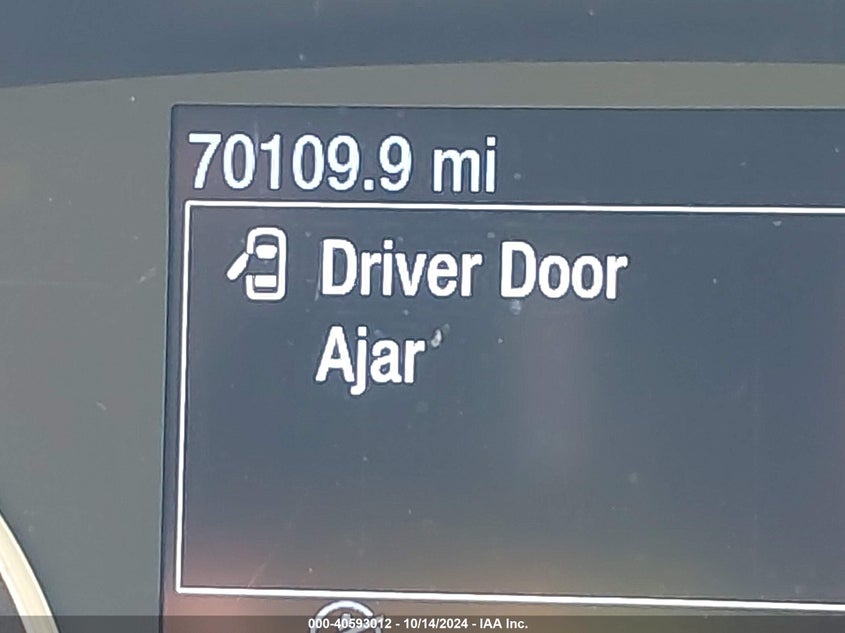 70109.9 mi
Driver Door
Ajar
000-40593012 - 10/14/2024 - IAA Inc.